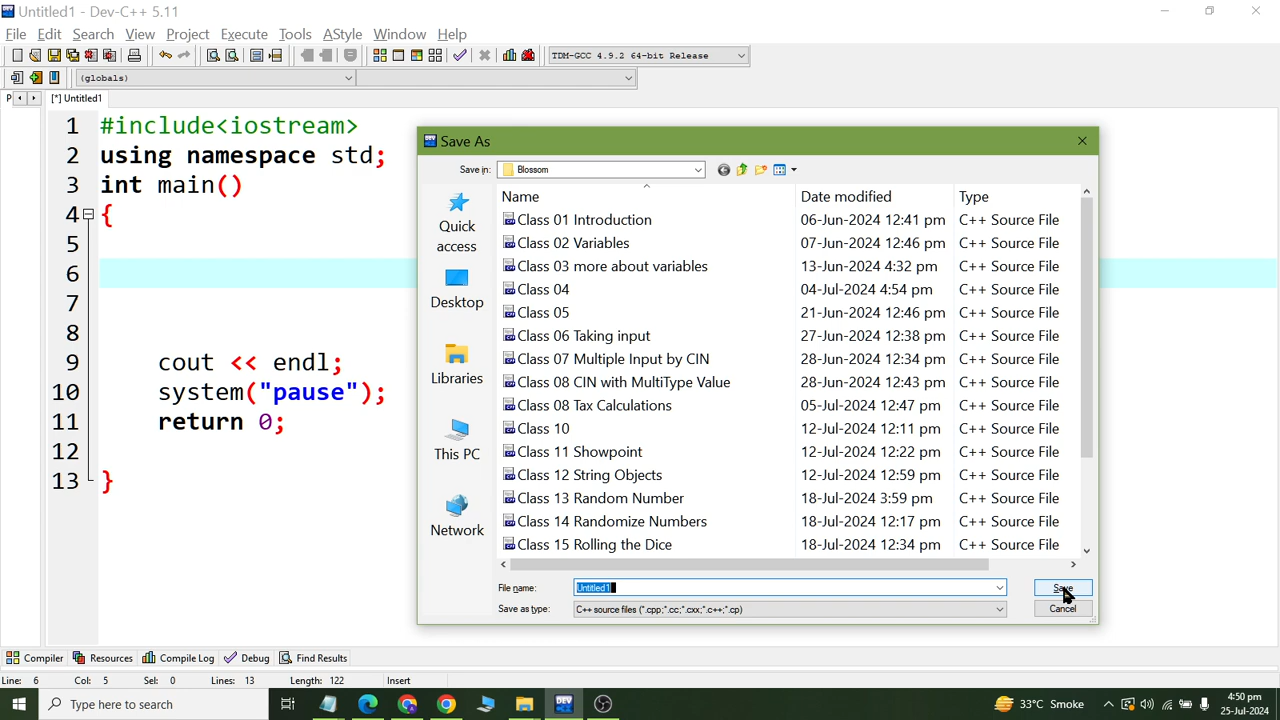 Untitled1 - Dev-C++ 5.11
File Edit Search View Project Execute Tools AStyle Window Help
TDM-GCC 4.9.2 64-bit Release
(globals)
P [*] Untitled1
1 #include<iostream>
2 using namespace std;
3 int main()
4 {
5
6
7
8
9 cout << endl;
10 system("pause");
11 return 0;
12
13 }
Save As
Save in: Blossom
Quick access
Desktop
Libraries
This PC
Network
Name Date modified Type
Class 01 Introduction 06-Jun-2024 12:41 pm C++ Source File
Class 02 Variables 07-Jun-2024 12:46 pm C++ Source File
Class 03 more about variables 13-Jun-2024 4:32 pm C++ Source File
Class 04 04-Jul-2024 4:54 pm C++ Source File
Class 05 21-Jun-2024 12:46 pm C++ Source File
Class 06 Taking input 27-Jun-2024 12:38 pm C++ Source File
Class 07 Multiple Input by CIN 28-Jun-2024 12:34 pm C++ Source File
Class 08 CIN with MultiType Value 28-Jun-2024 12:43 pm C++ Source File
Class 08 Tax Calculations 05-Jul-2024 12:47 pm C++ Source File
Class 10 12-Jul-2024 12:11 pm C++ Source File
Class 11 Showpoint 12-Jul-2024 12:22 pm C++ Source File
Class 12 String Objects 12-Jul-2024 12:59 pm C++ Source File
Class 13 Random Number 18-Jul-2024 3:59 pm C++ Source File
Class 14 Randomize Numbers 18-Jul-2024 12:17 pm C++ Source File
Class 15 Rolling the Dice 18-Jul-2024 12:34 pm C++ Source File
File name: Untitled1 Save
Save as type: C++ source files (*.cpp;*.cc;*.cxx;*.c++;*.cp) Cancel
Compiler Resources Compile Log Debug Find Results
Line: 6 Col: 5 Sel: 0 Lines: 13 Length: 122 Insert
Type here to search
33°C Smoke
4:50 pm
25-Jul-2024